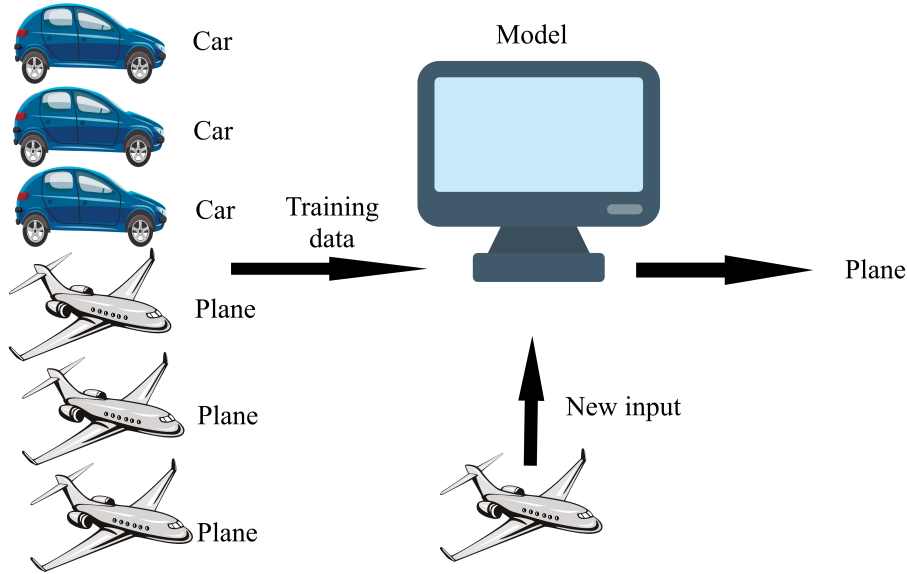 Car
Car
Car
Plane
Plane
Plane
Training
data
Model
New input
Plane